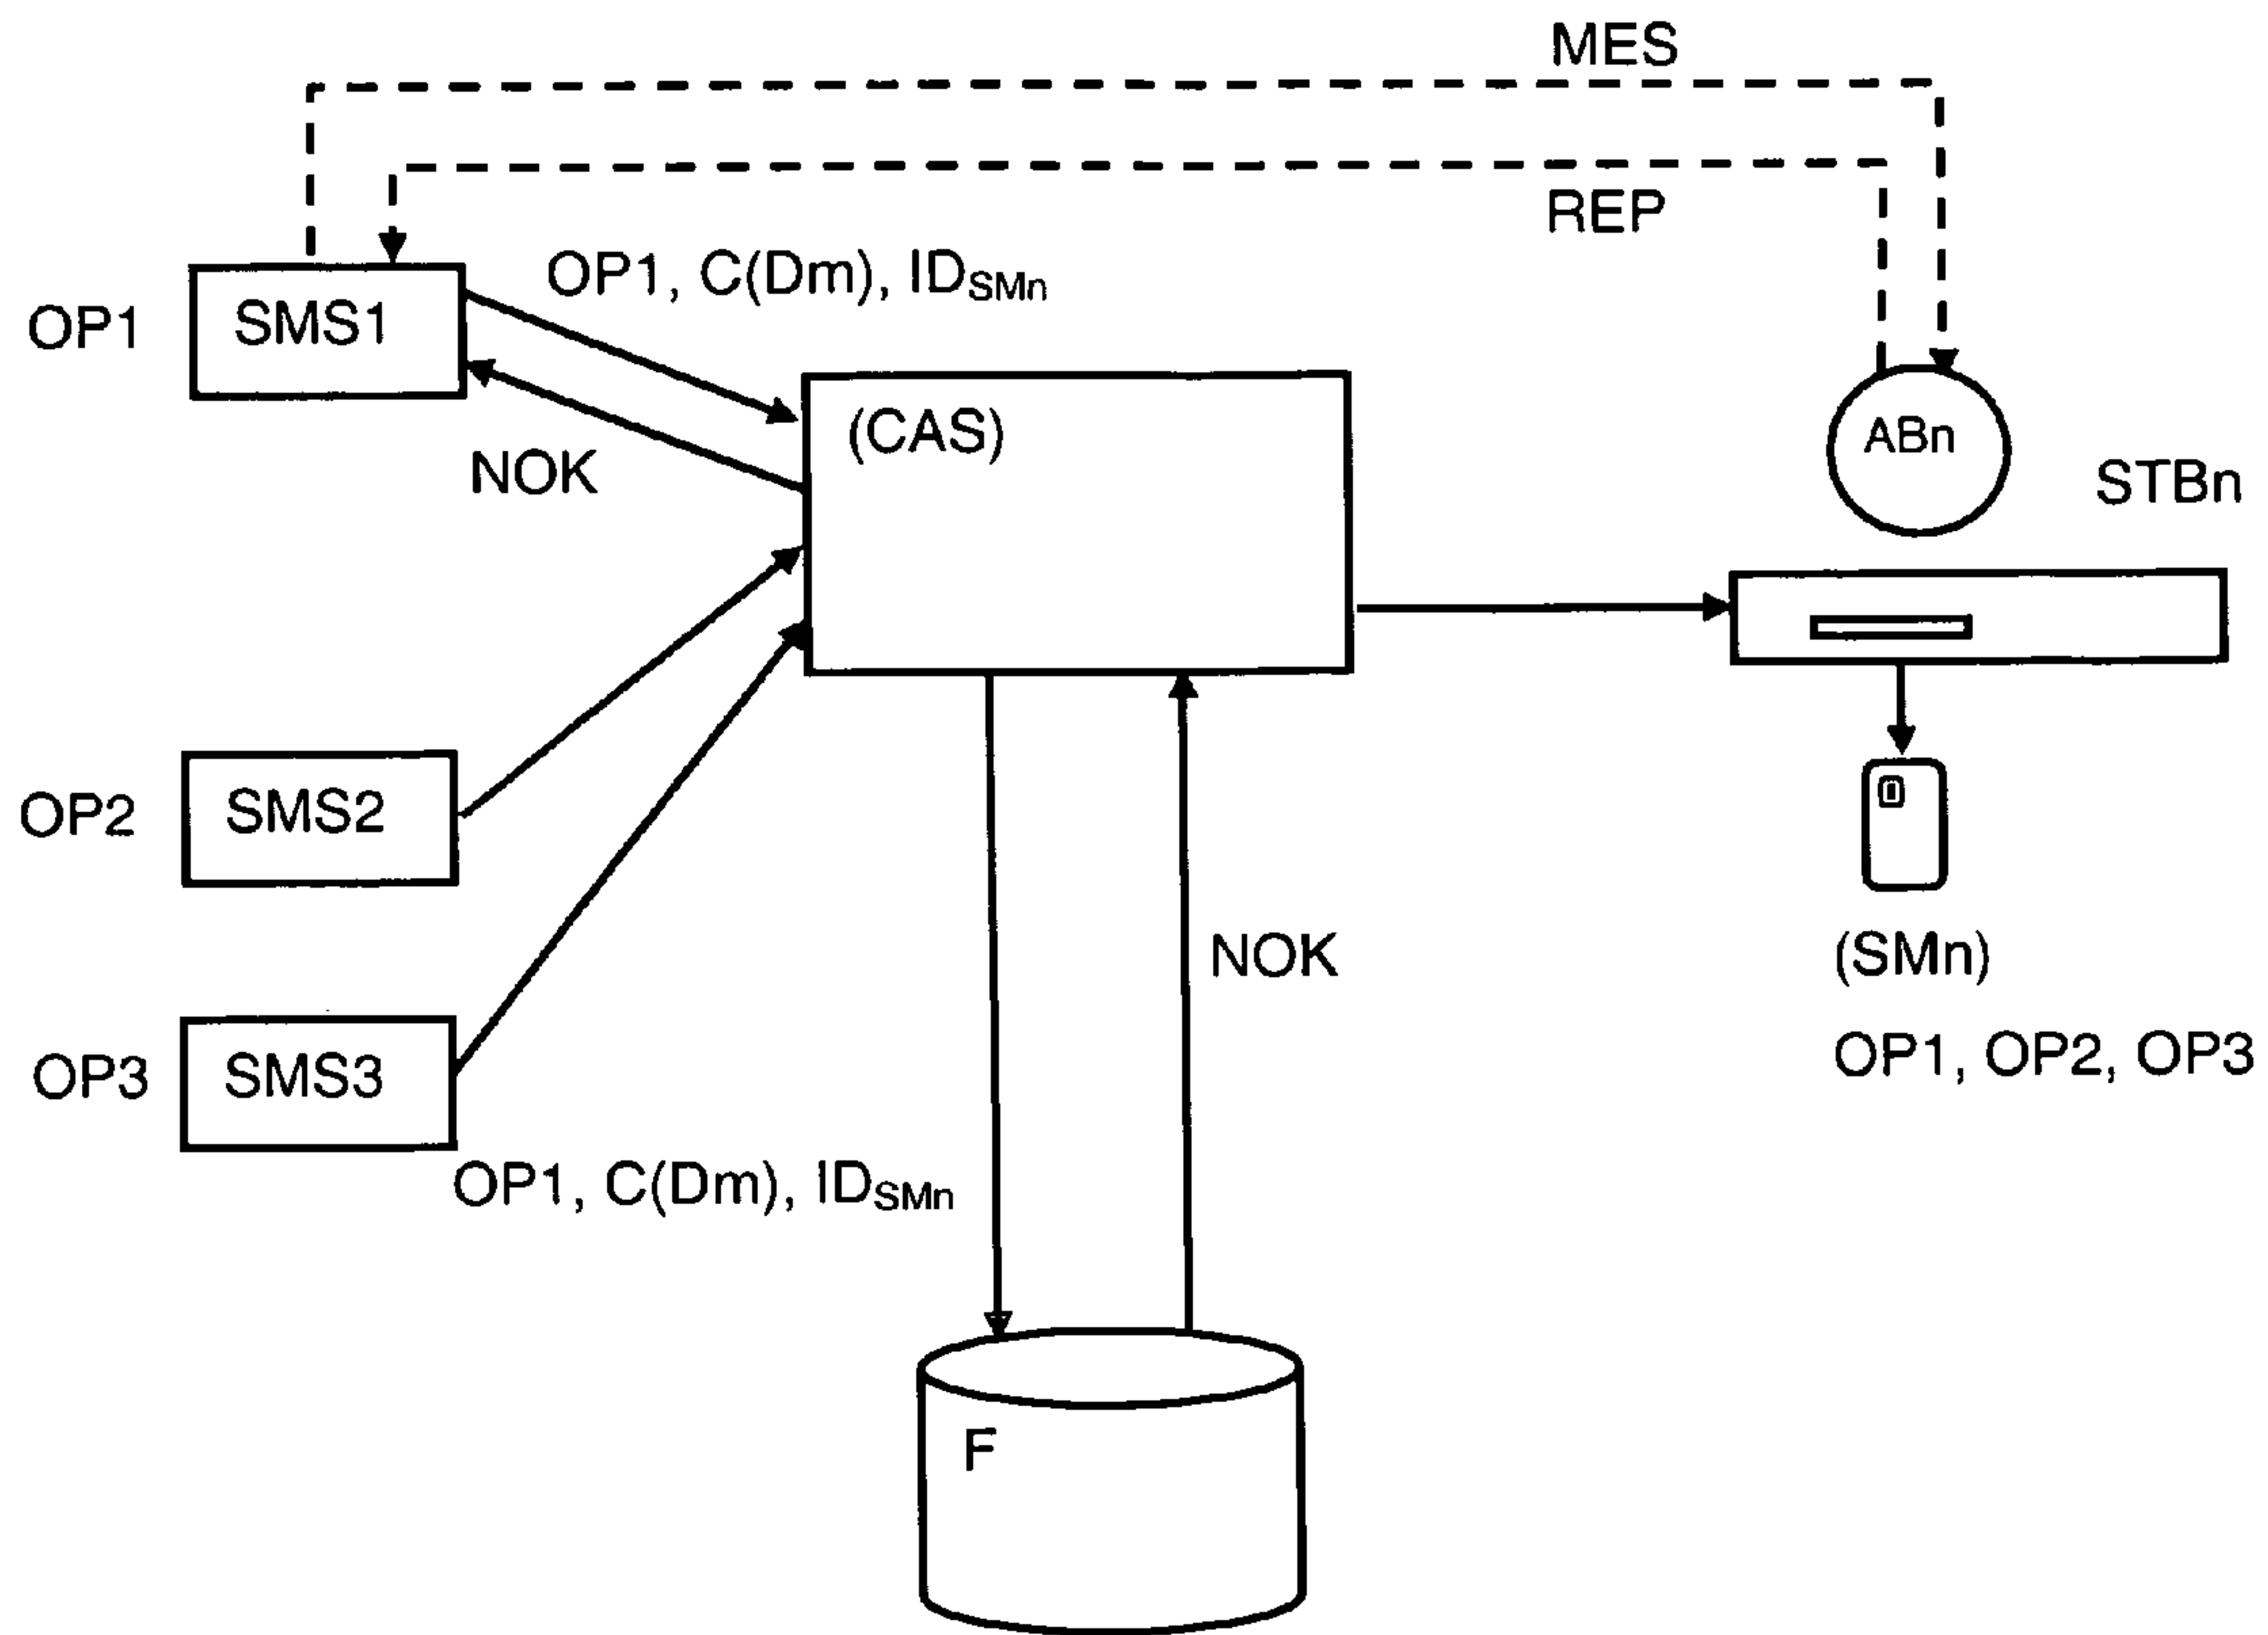 MES
REP
OP1, C(Dm), IDSMn
OP1
SMS1
(CAS)
ABn
NOK
STBn
OP2
SMS2
NOK
(SMn)
OP3
SMS3
OP1, OP2, OP3
OP1, C(Dm), IDSMn
F